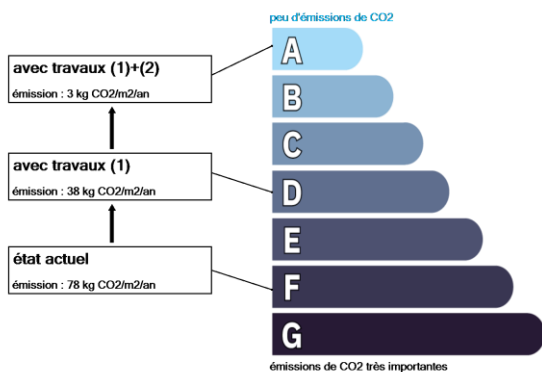 peu d'émissions de CO2
A
avec travaux (1)+(2)
émission : 3 kg CO2/m2/an
B
C
avec travaux (1)
émission : 38 kg CO2/m2/an
D
E
état actuel
émission : 78 kg CO2/m2/an
F
G
émissions de CO2 très importantes